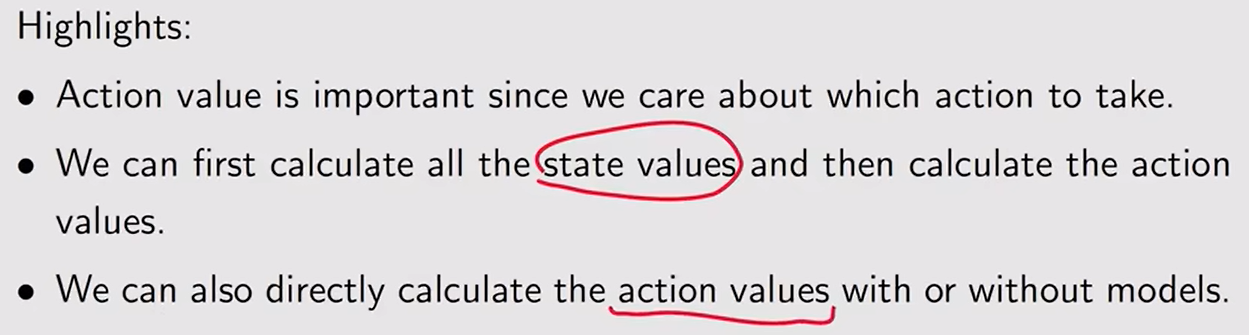 Highlights:
• Action value is important since we care about which action to take.
• We can first calculate all the state values and then calculate the action
values.
• We can also directly calculate the action values with or without models.